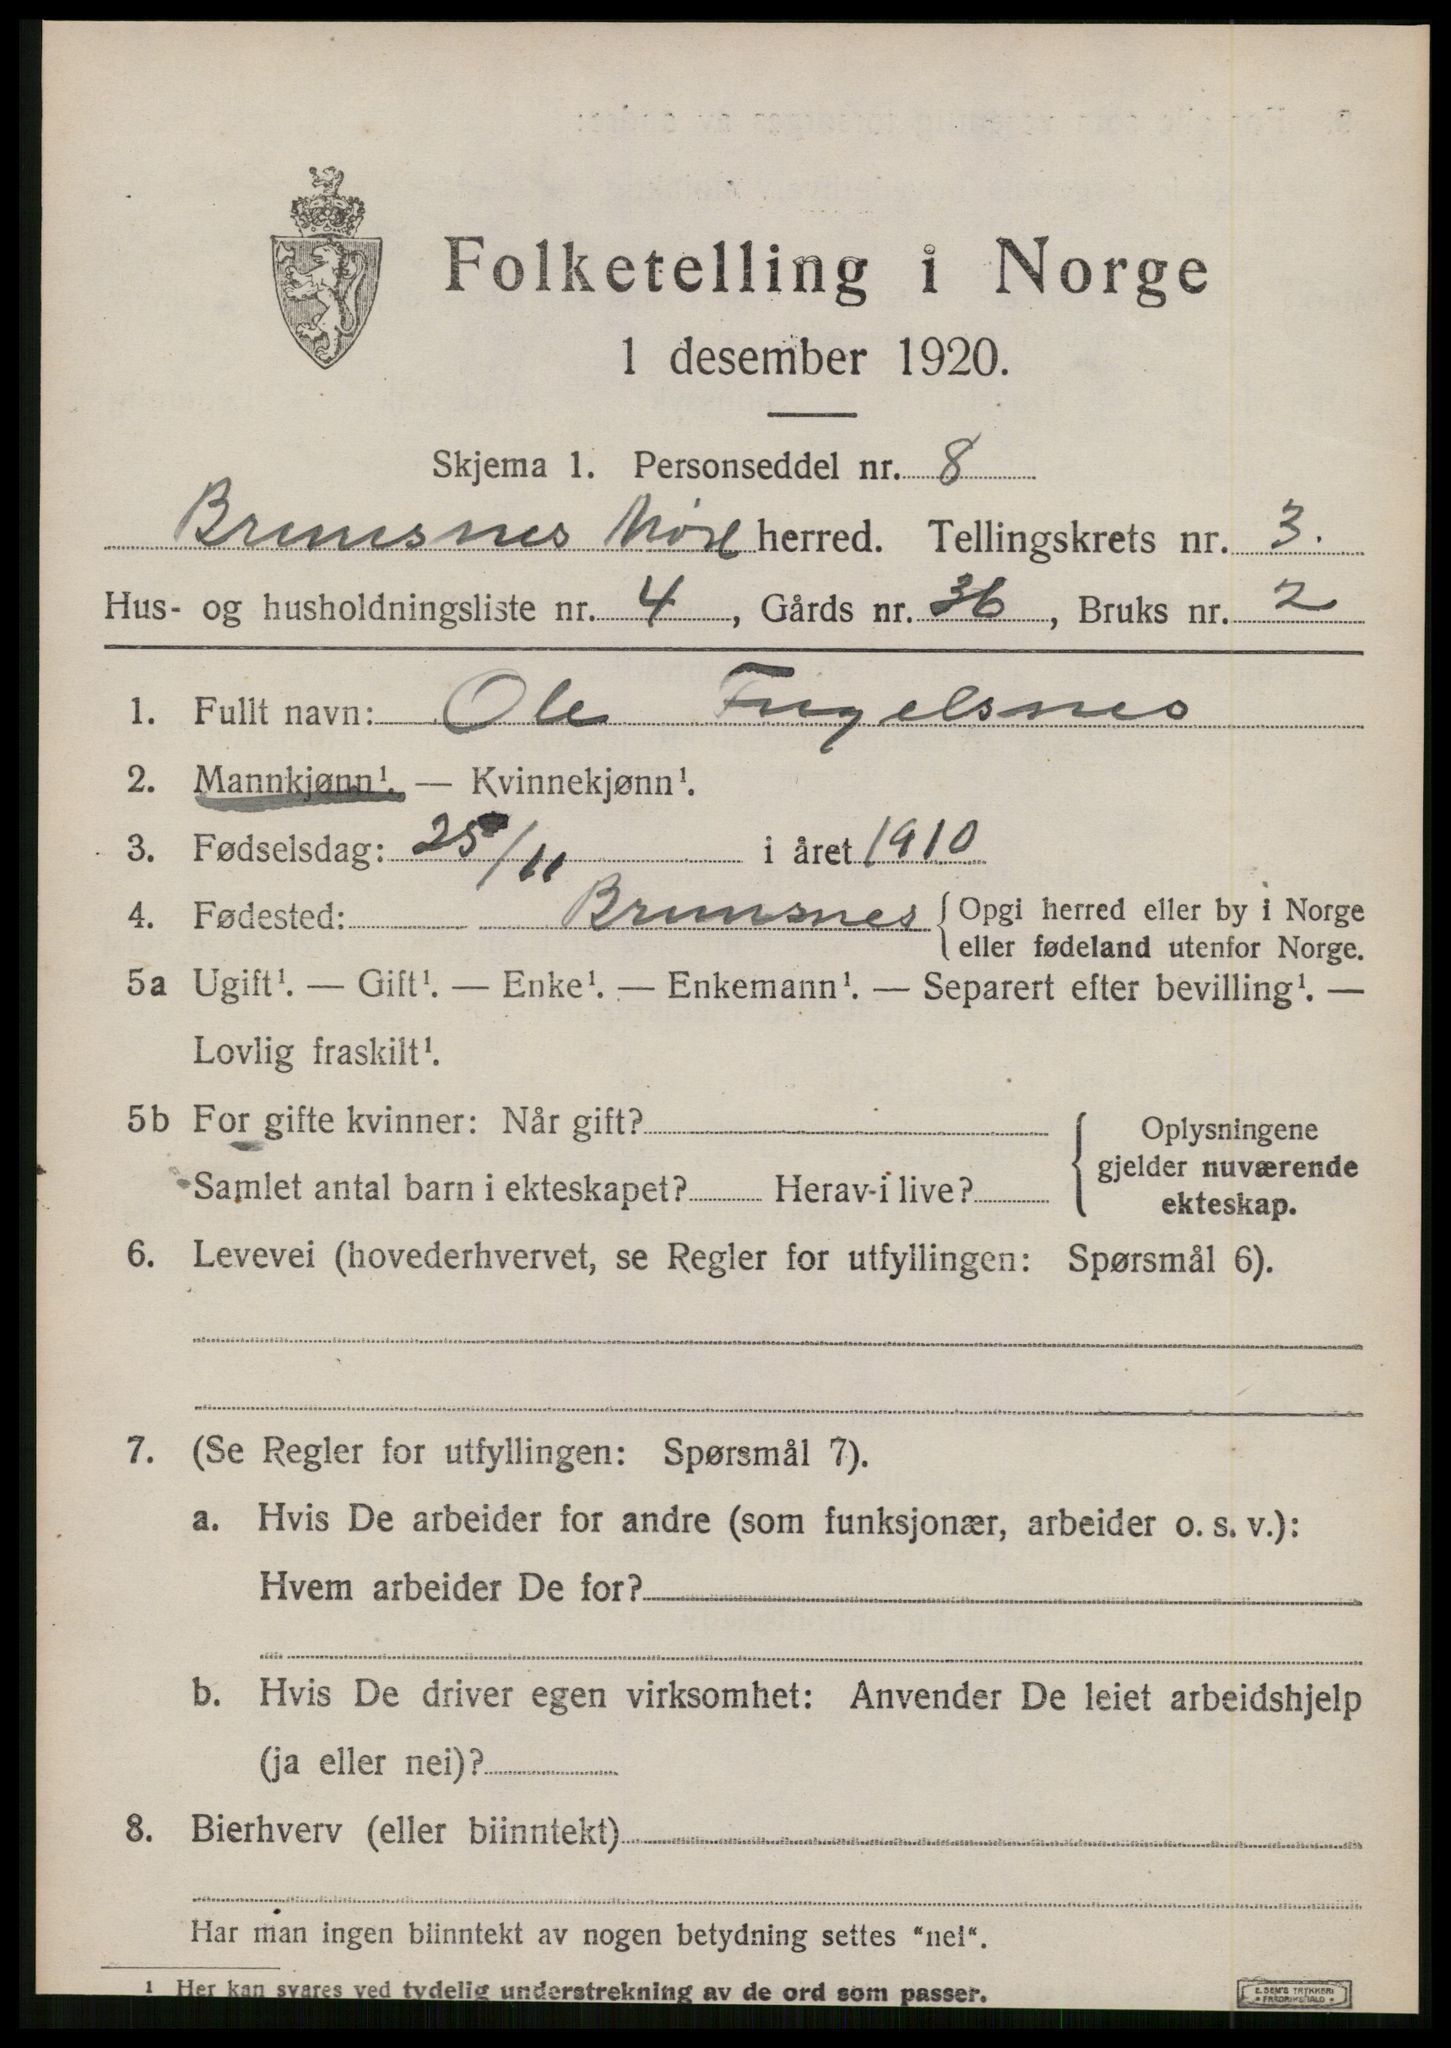 Folketelling i Norge
1 desember 1920.
Skjema 1. Personseddel nr. 8
Bremsnes Møre herred. Tellingskrets nr. 3.
Hus- og husholdningsliste nr. 4, Gårds nr. 36, Bruks nr. 2
1. Fullt navn: Ole Fugelsnes
2. Mannkjønn¹. — Kvinnekjønn¹.
3. Fødselsdag: 25/11 i året 1910
4. Fødested: Bremsnes { Opgi herred eller by i Norge
eller fødeland utenfor Norge.
5a Ugift¹. — Gift¹. — Enke¹. — Enkemann¹. — Separert efter bevilling¹. —
Lovlig fraskilt¹.
5b For gifte kvinner: Når gift?
Samlet antal barn i ekteskapet? Herav i live?
Oplysningene
gjelder nuværende
ekteskap.
6. Levevei (hovederhvervet, se Regler for utfyllingen: Spørsmål 6).
7. (Se Regler for utfyllingen: Spørsmål 7).
a. Hvis De arbeider for andre (som funksjonær, arbeider o. s. v.):
Hvem arbeider De for?
b. Hvis De driver egen virksomhet: Anvender De leiet arbeidshjelp
(ja eller nei)?
8. Bierhverv (eller biinntekt)
Har man ingen biinntekt av nogen betydning settes "nei".
1 Her kan svares ved tydelig understrekning av de ord som passer.
E. SEM'S TRYKKERI
FREDRIKSHALD